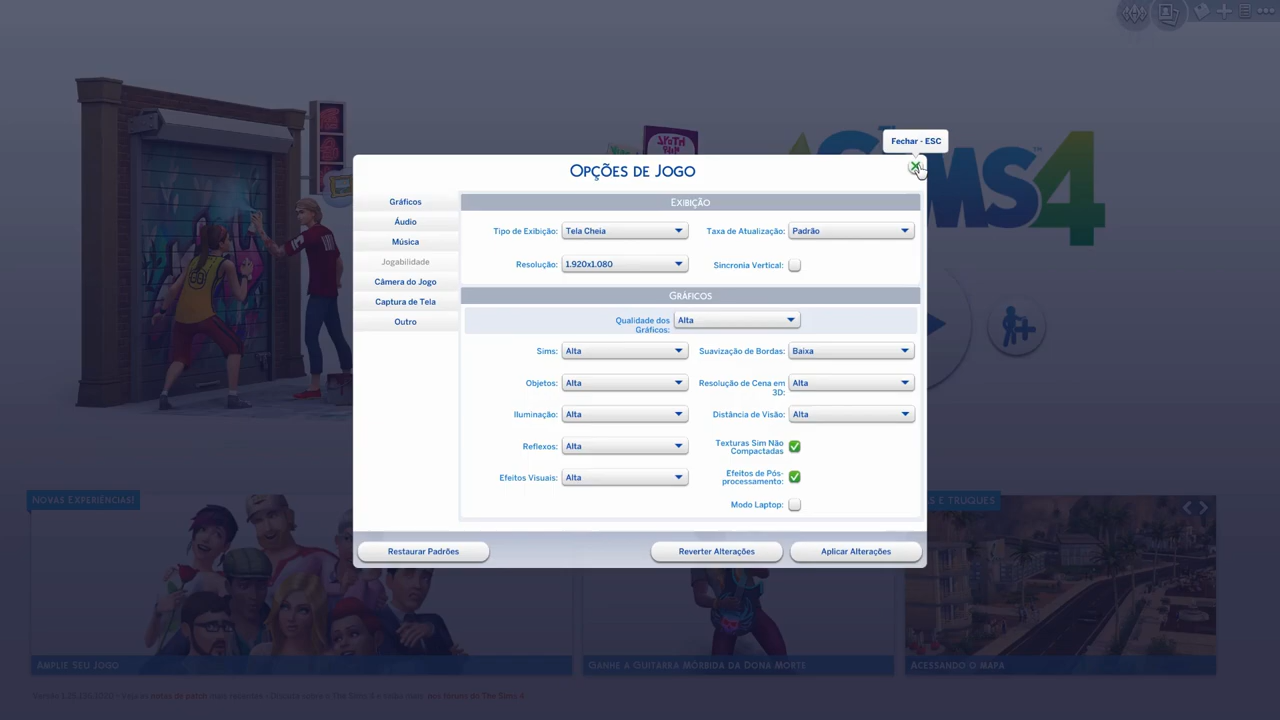 Fechar - ESC
OPÇÕES DE JOGO
Gráficos
Áudio
Música
Jogabilidade
Câmera do Jogo
Captura de Tela
Outro
EXIBIÇÃO
Tipo de Exibição: Tela Cheia
Taxa de Atualização: Padrão
Resolução: 1.920x1.080
Sincronia Vertical:
GRÁFICOS
Qualidade dos
Gráficos:
Alta
Sims: Alta
Suavização de Bordas: Baixa
Objetos: Alta
Resolução de Cena em
3D:
Alta
Iluminação: Alta
Distância de Visão: Alta
Reflexos: Alta
Texturas Sim Não
Compactadas
Efeitos Visuais: Alta
Efeitos de Pós-
processamento:
Modo Laptop:
Restaurar Padrões
Reverter Alterações
Aplicar Alterações
SIMS 4
NOVAS EXPERIÊNCIAS!
S E TRUQUES
AMPLIE SEU JOGO
GANHE A GUITARRA MÓRBIDA DA DONA MORTE
ACESSANDO O MAPA